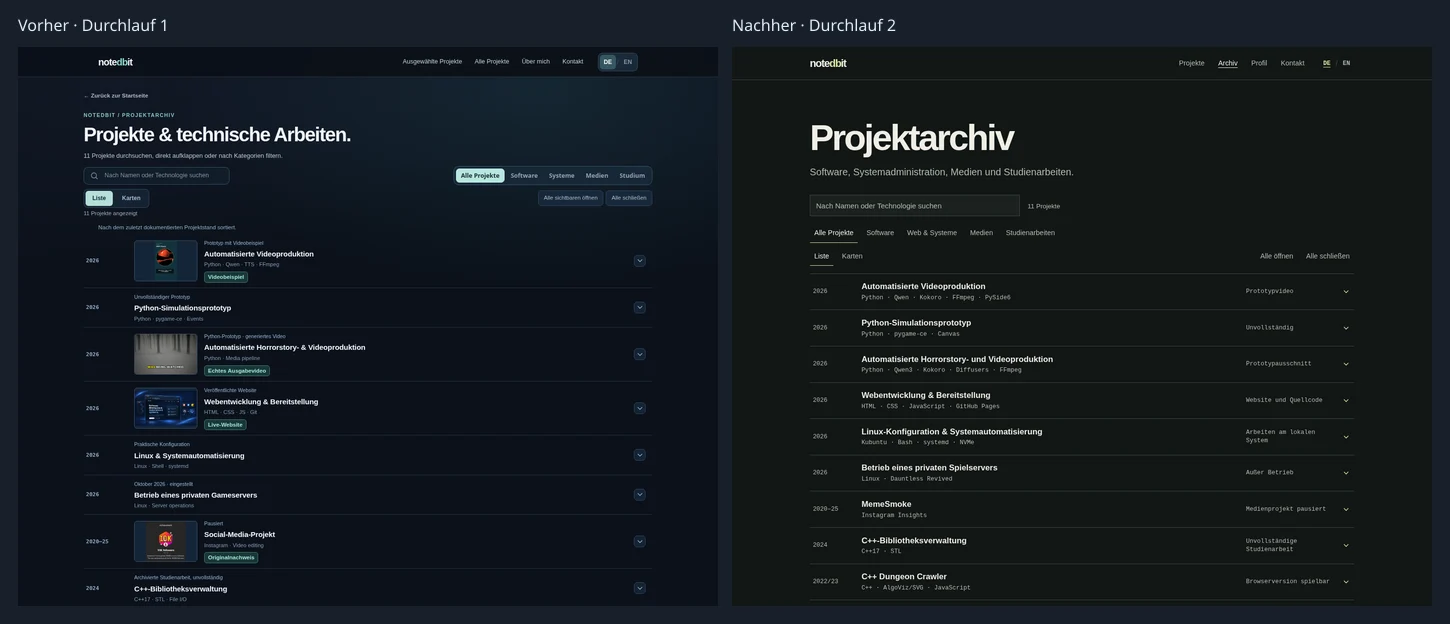 Vorher · Durchlauf 1
notedbit
Ausgewählte Projekte Alle Projekte Über mich Kontakt DE / EN
← Zurück zur Startseite
NOTEDBIT / PROJEKTARCHIV
Projekte & technische Arbeiten.
11 Projekte durchsuchen, direkt aufklappen oder nach Kategorien filtern.
Nach Namen oder Technologie suchen
Alle Projekte Software Systeme Medien Studium
Liste Karten
Alle sichtbaren öffnen Alle schließen
11 Projekte angezeigt
Nach dem zuletzt dokumentierten Projektstand sortiert.
2026
Prototyp mit Videobeispiel
Automatisierte Videoproduktion
Python · Qwen · TTS · FFmpeg
Videobeispiel
2026
Unvollständiger Prototyp
Python-Simulationsprototyp
Python · pygame-ce · Events
2026
Python-Prototyp · generiertes Video
Automatisierte Horrorstory- & Videoproduktion
Python · Media pipeline
Echtes Ausgabevideo
2026
Veröffentlichte Website
Webentwicklung & Bereitstellung
HTML · CSS · JS · Git
Live-Website
2026
Praktische Konfiguration
Linux & Systemautomatisierung
Linux · Shell · systemd
2026
Oktober 2026 · eingestellt
Betrieb eines privaten Gameservers
Linux · Server operations
2020–25
Pausiert
Social-Media-Projekt
Instagram · Video editing
Originalnachweis
2024
Archivierte Studienarbeit, unvollständig
C++-Bibliotheksverwaltung
C++17 · STL · File I/O
Nachher · Durchlauf 2
notedbit
Projekte Archiv Profil Kontakt DE / EN
Projektarchiv
Software, Systemadministration, Medien und Studienarbeiten.
Nach Namen oder Technologie suchen
11 Projekte
Alle Projekte Software Web & Systeme Medien Studienarbeiten
Liste Karten
Alle öffnen Alle schließen
2026
Automatisierte Videoproduktion
Python · Qwen · Kokoro · FFmpeg · PySide6
Prototypvideo
2026
Python-Simulationsprototyp
Python · pygame-ce · Canvas
Unvollständig
2026
Automatisierte Horrorstory- und Videoproduktion
Python · Qwen3 · Kokoro · Diffusers · FFmpeg
Prototypausschnitt
2026
Webentwicklung & Bereitstellung
HTML · CSS · JavaScript · GitHub Pages
Website und Quellcode
2026
Linux-Konfiguration & Systemautomatisierung
Kubuntu · Bash · systemd · NVMe
Arbeiten am lokalen
System
2026
Betrieb eines privaten Spielservers
Linux · Dauntless Revived
Außer Betrieb
2020–25
MemeSmoke
Instagram Insights
Medienprojekt pausiert
2024
C++-Bibliotheksverwaltung
C++17 · STL
Unvollständige
Studienarbeit
2022/23
C++ Dungeon Crawler
C++ · AlgoViz/SVG · JavaScript
Browserversion spielbar